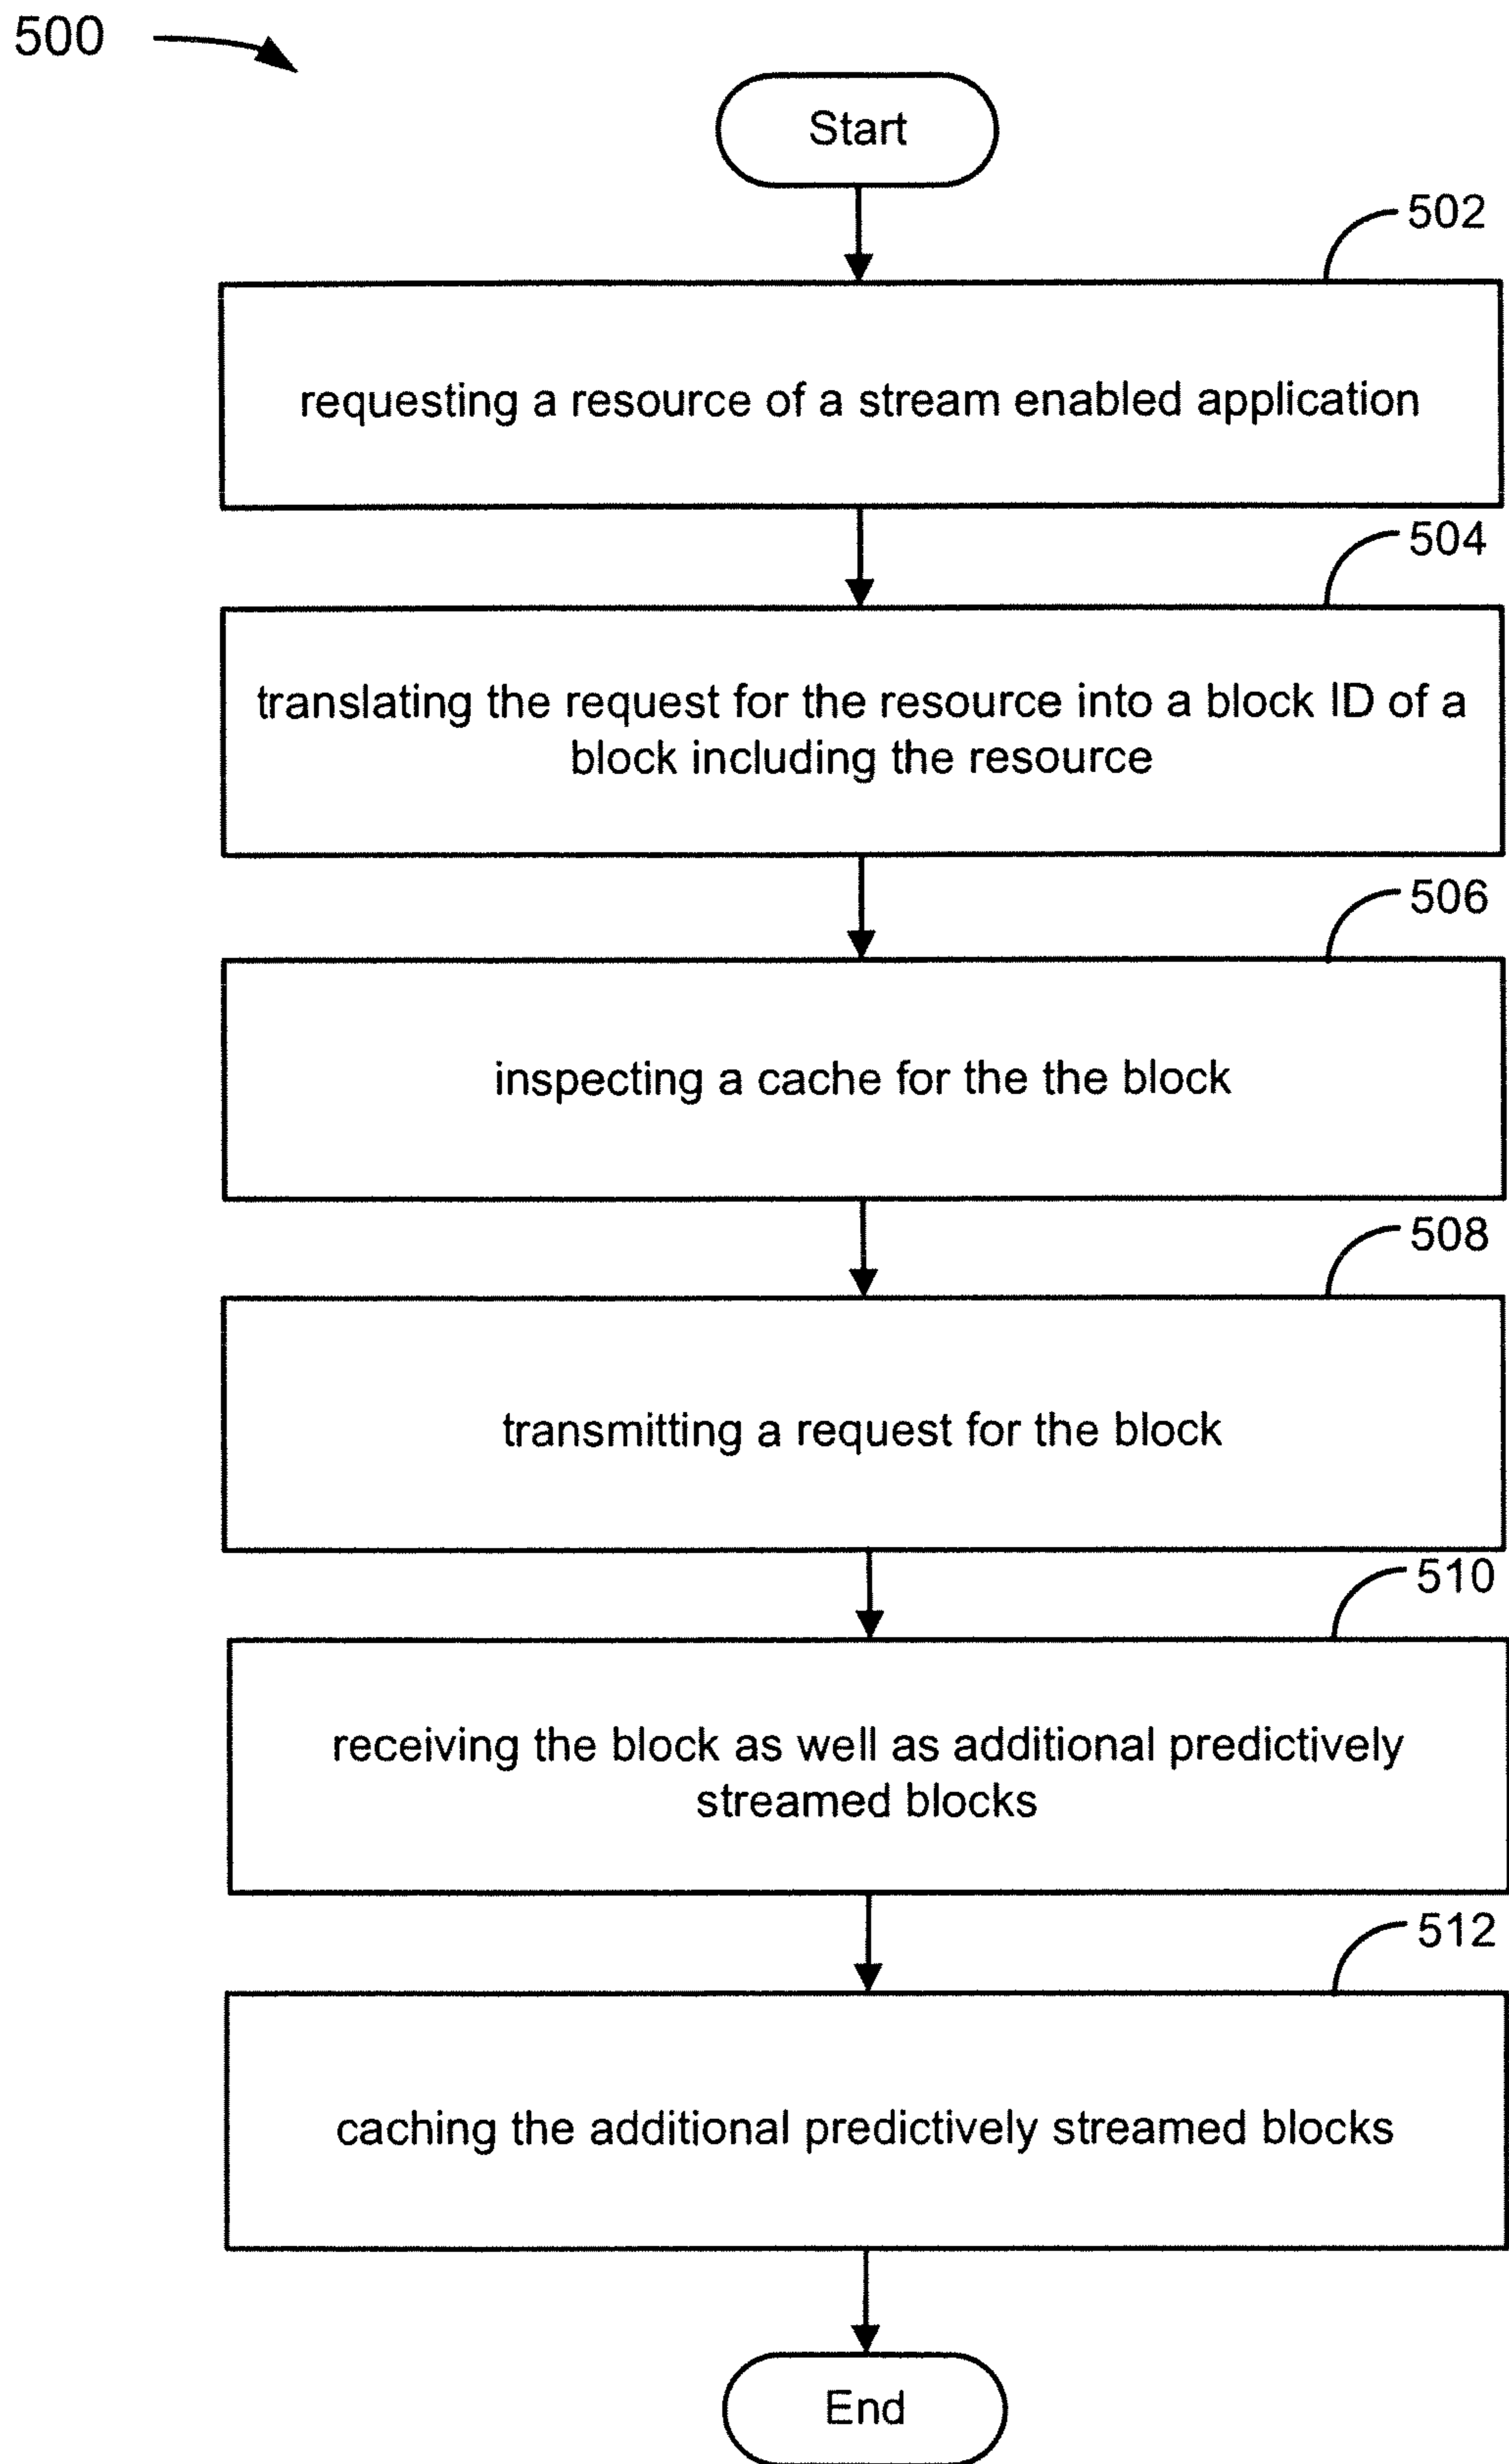 500
Start
502
requesting a resource of a stream enabled application
504
translating the request for the resource into a block ID of a
block including the resource
506
inspecting a cache for the the block
508
transmitting a request for the block
510
receiving the block as well as additional predictively
streamed blocks
512
caching the additional predictively streamed blocks
End